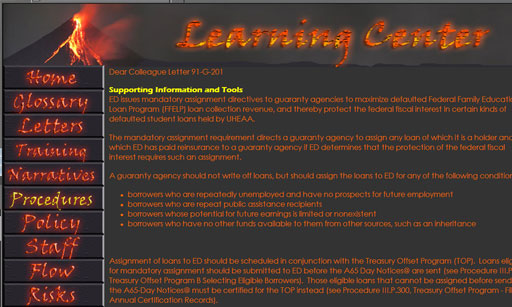 Learning Center
Home
Glossary
Letters
Training
Narratives
Procedures
Policy
Staff
Flow
Risks
Dear Colleague Letter 91-G-201
Supporting Information and Tools
ED issues mandatory assignment directives to guaranty agencies to maximize defaulted Federal Family Educatio
Loan Program (FFELP) loan collection revenue, and thereby protect the federal fiscal interest in certain kinds of
defaulted student loans held by UHEAA.
The mandatory assignment requirement directs a guaranty agency to assign any loan of which it is a holder an
which ED has paid reinsurance to a guaranty agency if ED determines that the protection of the federal fiscal
interest requires such an assignment.
A guaranty agency should not write off loans, but should assign the loans to ED for any of the following condition
• borrowers who are repeatedly unemployed and have no prospects for future employment
• borrowers who are repeat public assistance recipients
• borrowers whose potential for future earnings is limited or nonexistent
• borrowers who have no other funds available to them from other sources, such as an inheritance
Assignment of loans to ED should be scheduled in conjunction with the Treasury Offset Program (TOP). Loans elig
for mandatory assignment should be submitted to ED before the A65 Day Notices@ are sent (see Procedure III.P
Treasury Offset Program B Selecting Eligible Borrowers). Those eligible loans that cannot be assigned before send
the A65-Day Notices@ must be certified for the TOP instead (see Procedure III.P.300, Treasury Offset Program - F
Annual Certification Records).